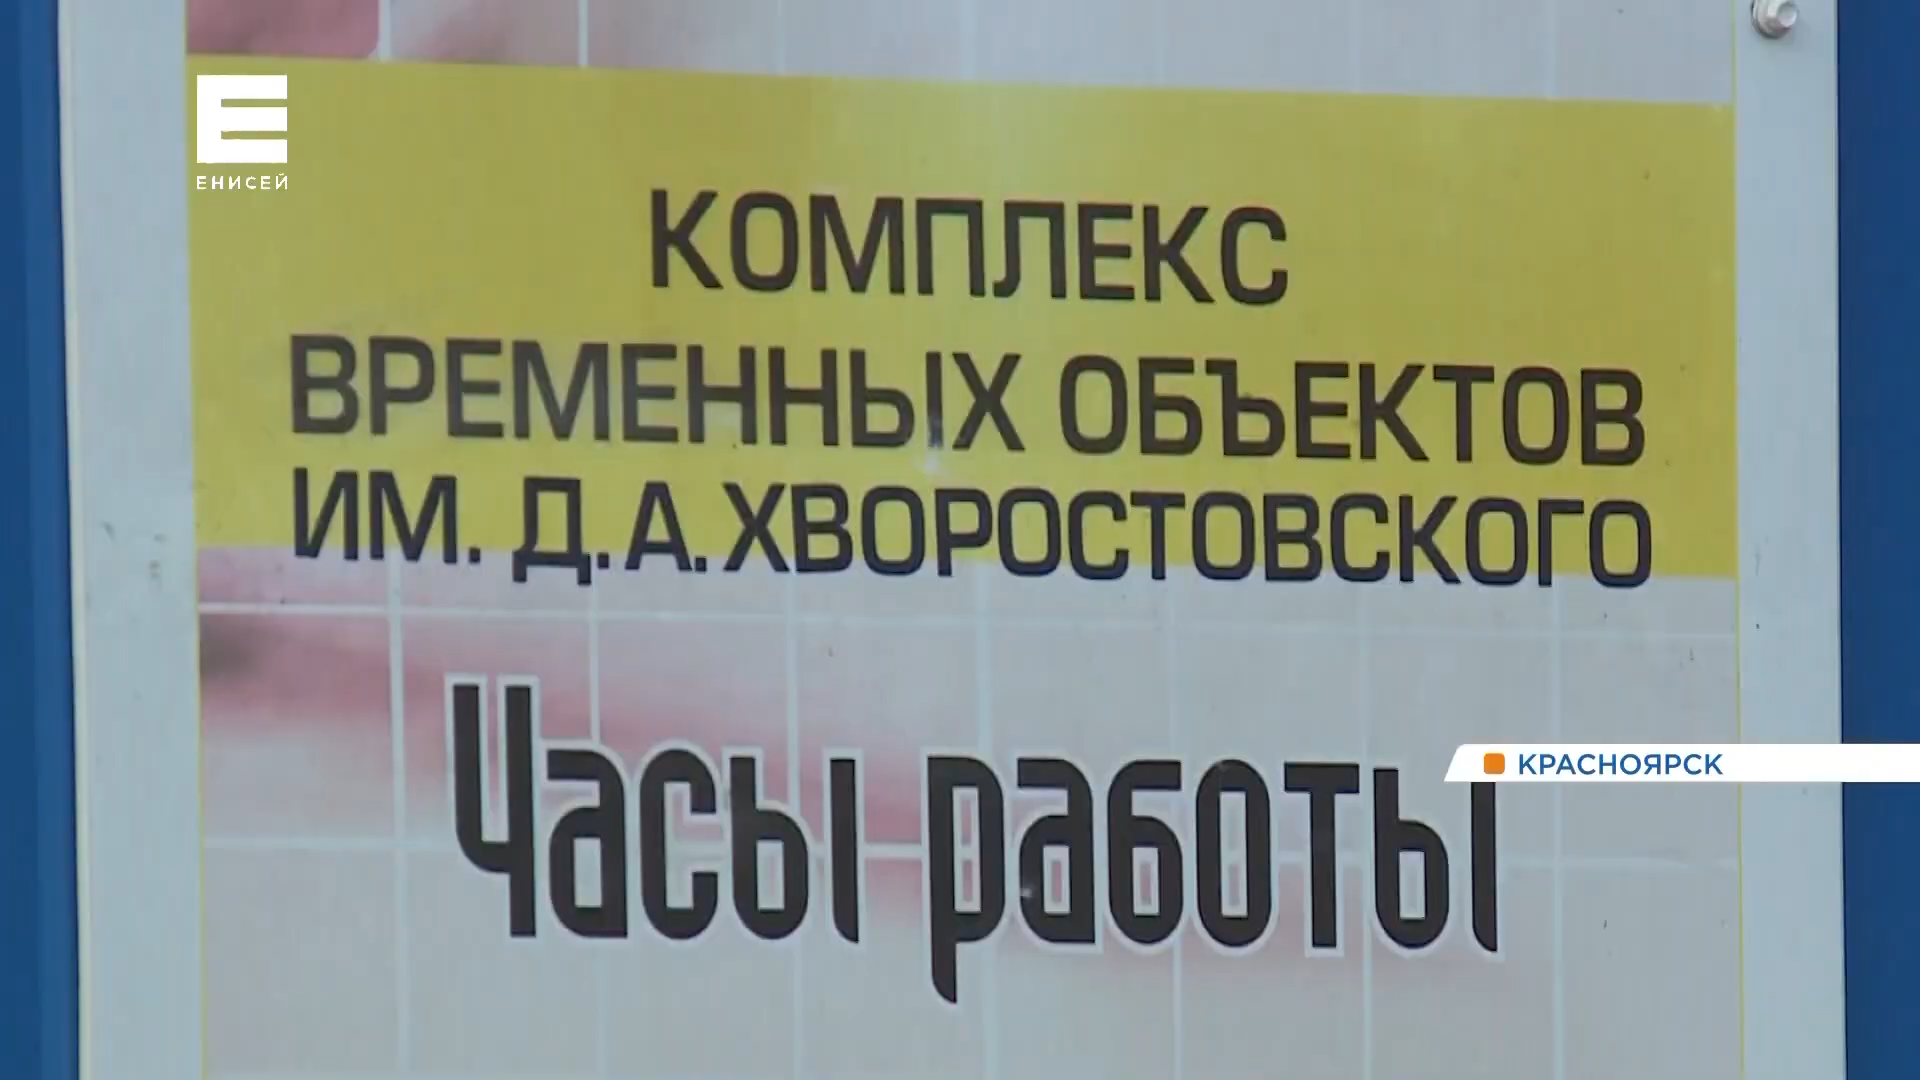 Е
ЕНИСЕЙ
КОМПЛЕКС
ВРЕМЕННЫХ ОБЪЕКТОВ
ИМ. Д.А.ХВОРОСТОВСКОГО
КРАСНОЯРСК
Часы работы